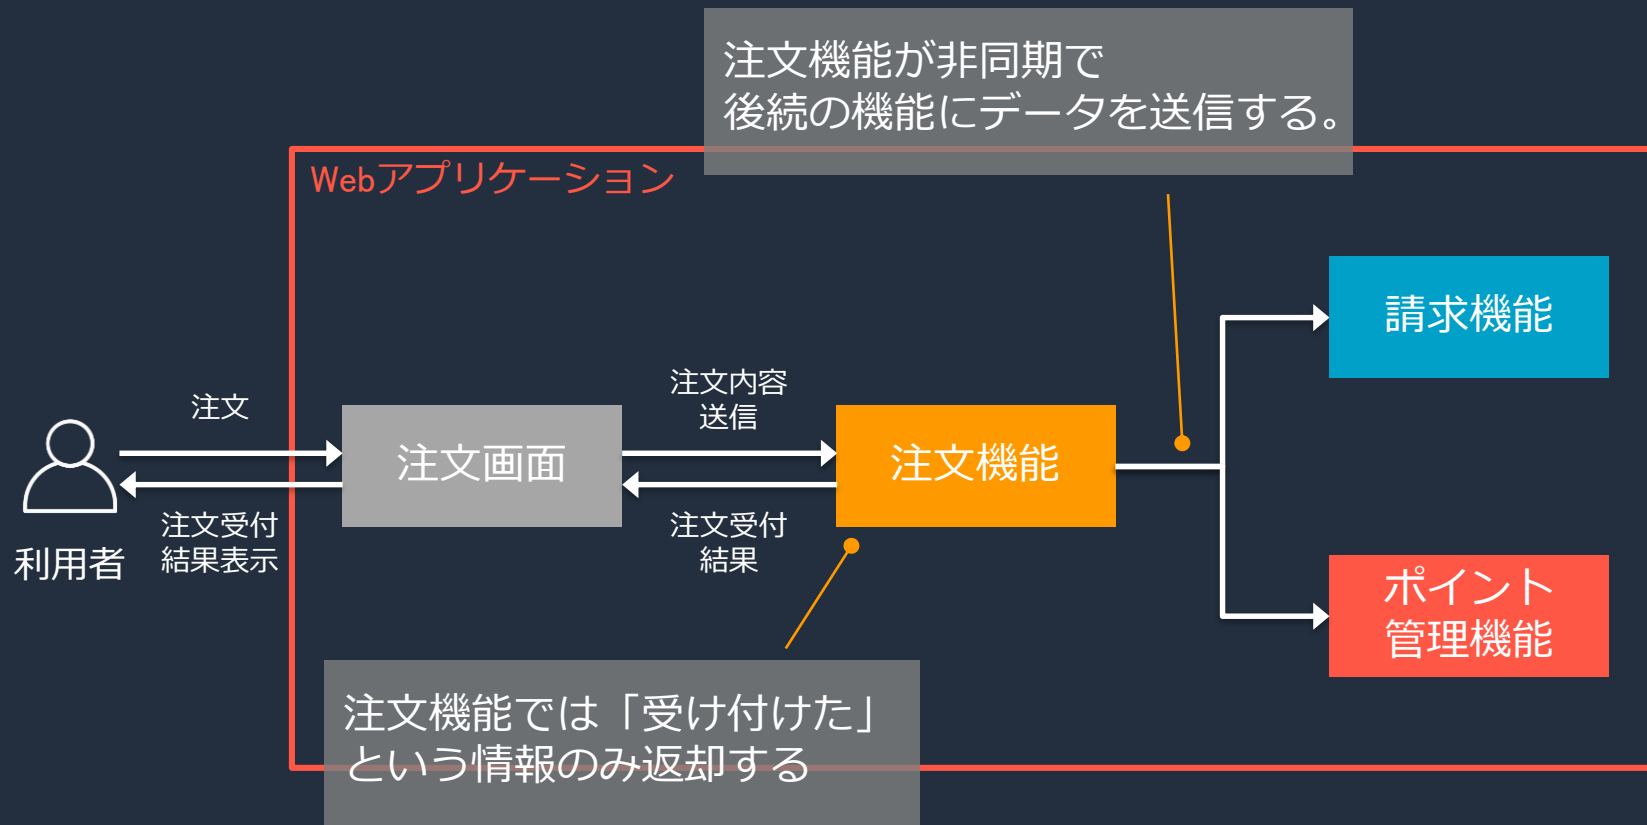 注文機能が非同期で
後続の機能にデータを送信する。
Webアプリケーション
請求機能
注文
注文内容
送信
注文画面
注文機能
注文受付
結果表示
注文受付
結果
利用者
ポイント
管理機能
注文機能では「受け付けた」
という情報のみ返却する